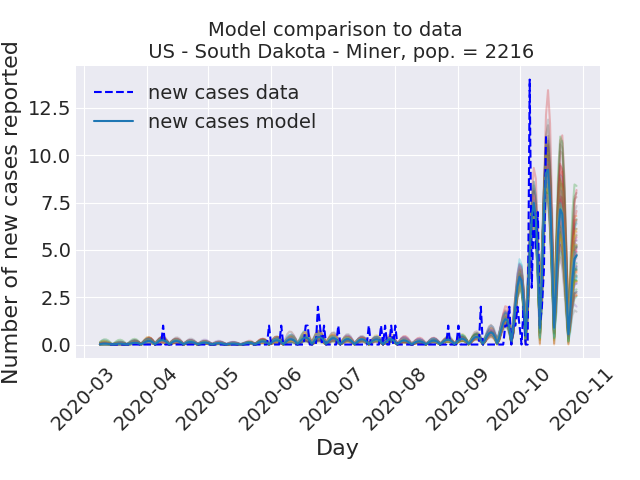 Model comparison to data
US - South Dakota - Miner, pop. = 2216
new cases data
new cases model
Number of new cases reported
12.5
10.0
7.5
5.0
2.5
0.0
2020-03
2020-04
2020-05
2020-06
2020-07
2020-08
2020-09
2020-10
2020-11
Day